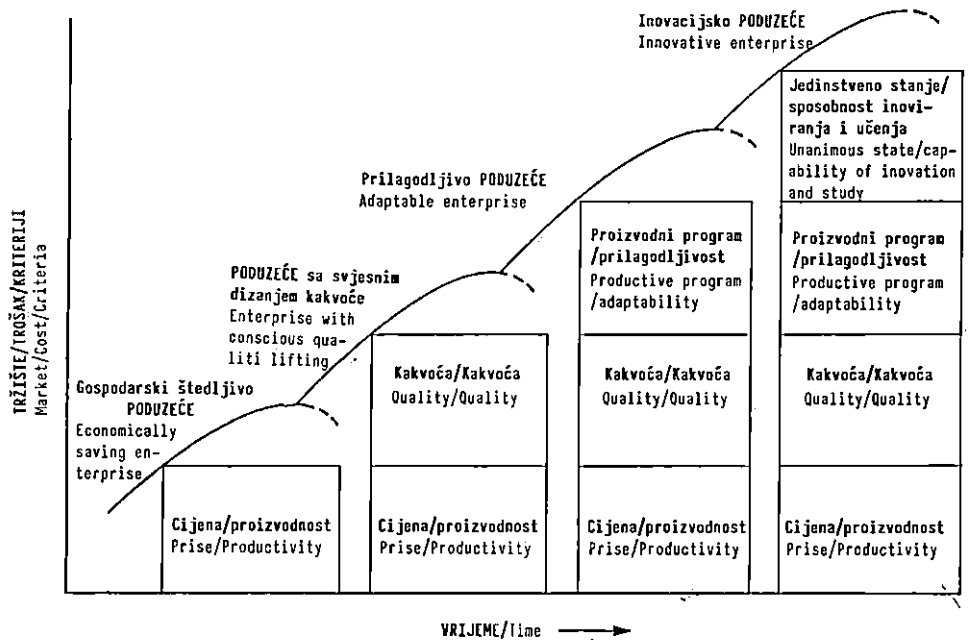 Inovacijsko PODUZEĆE
Innovative enterprise
Jedinstveno stanje/
sposobnost inovi-
ranja i učenja
Unanimous state/cap-
ability of inovation
and study
Prilagodljivo PODUZEĆE
Adaptable enterprise
Proizvodni program
/prilagodljivost
Productive program
/adaptability
Proizvodni program
/prilagodljivost
Productive program
/adaptability
PODUZEĆE sa svjesnim
dizanjem kakvoće
Enterprise with
conscious qua-
liti lifting
Kakvoća/Kakvoća
Quality/Quality
Kakvoća/Kakvoća
Quality/Quality
Kakvoća/Kakvoća
Quality/Quality
Gospodarski štedljivo
PODUZEĆE
Economically
saving en-
terprise
Cijena/proizvodnost
Prise/Productivity
Cijena/proizvodnost
Prise/Productivity
Cijena/proizvodnost
Prise/Productivity
Cijena/proizvodnost
Prise/Productivity
TRŽIŠTE/TROŠAK/KRITERIJI
Market/Cost/Criteria
VRIJEME/Time